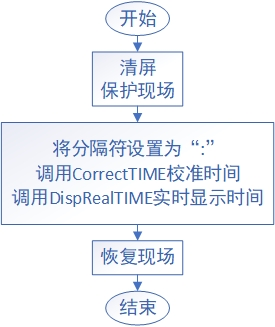 开始
清屏
保护现场
将分隔符设置为“:”
调用CorrectTIME校准时间
调用DispRealTIME实时显示时间
恢复现场
结束